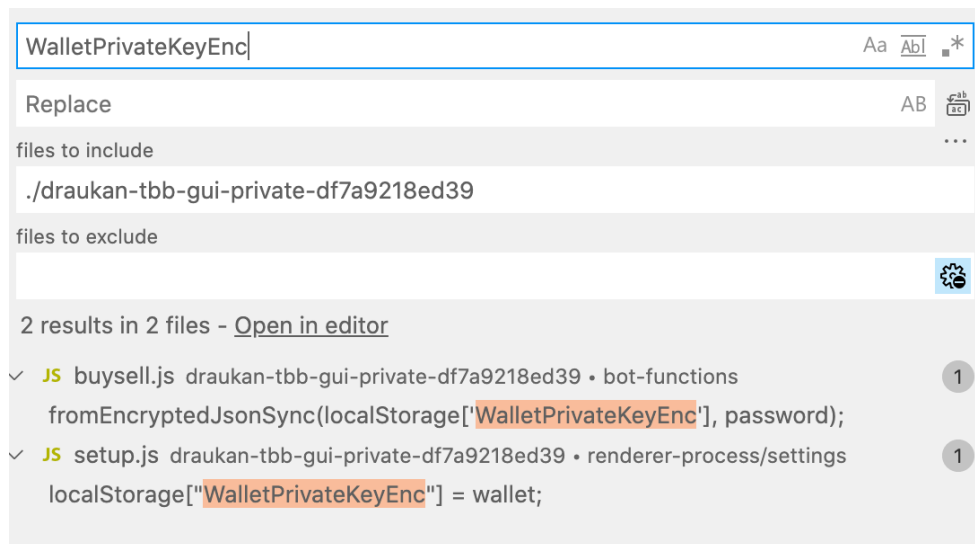 WalletPrivateKeyEnc Aa Abl .*
Replace AB ab ac
...
files to include
./draukan-tbb-gui-private-df7a9218ed39
files to exclude
2 results in 2 files - Open in editor
JS buysell.js draukan-tbb-gui-private-df7a9218ed39 • bot-functions 1
fromEncryptedJsonSync(localStorage['WalletPrivateKeyEnc'], password);
JS setup.js draukan-tbb-gui-private-df7a9218ed39 • renderer-process/settings 1
localStorage["WalletPrivateKeyEnc"] = wallet;